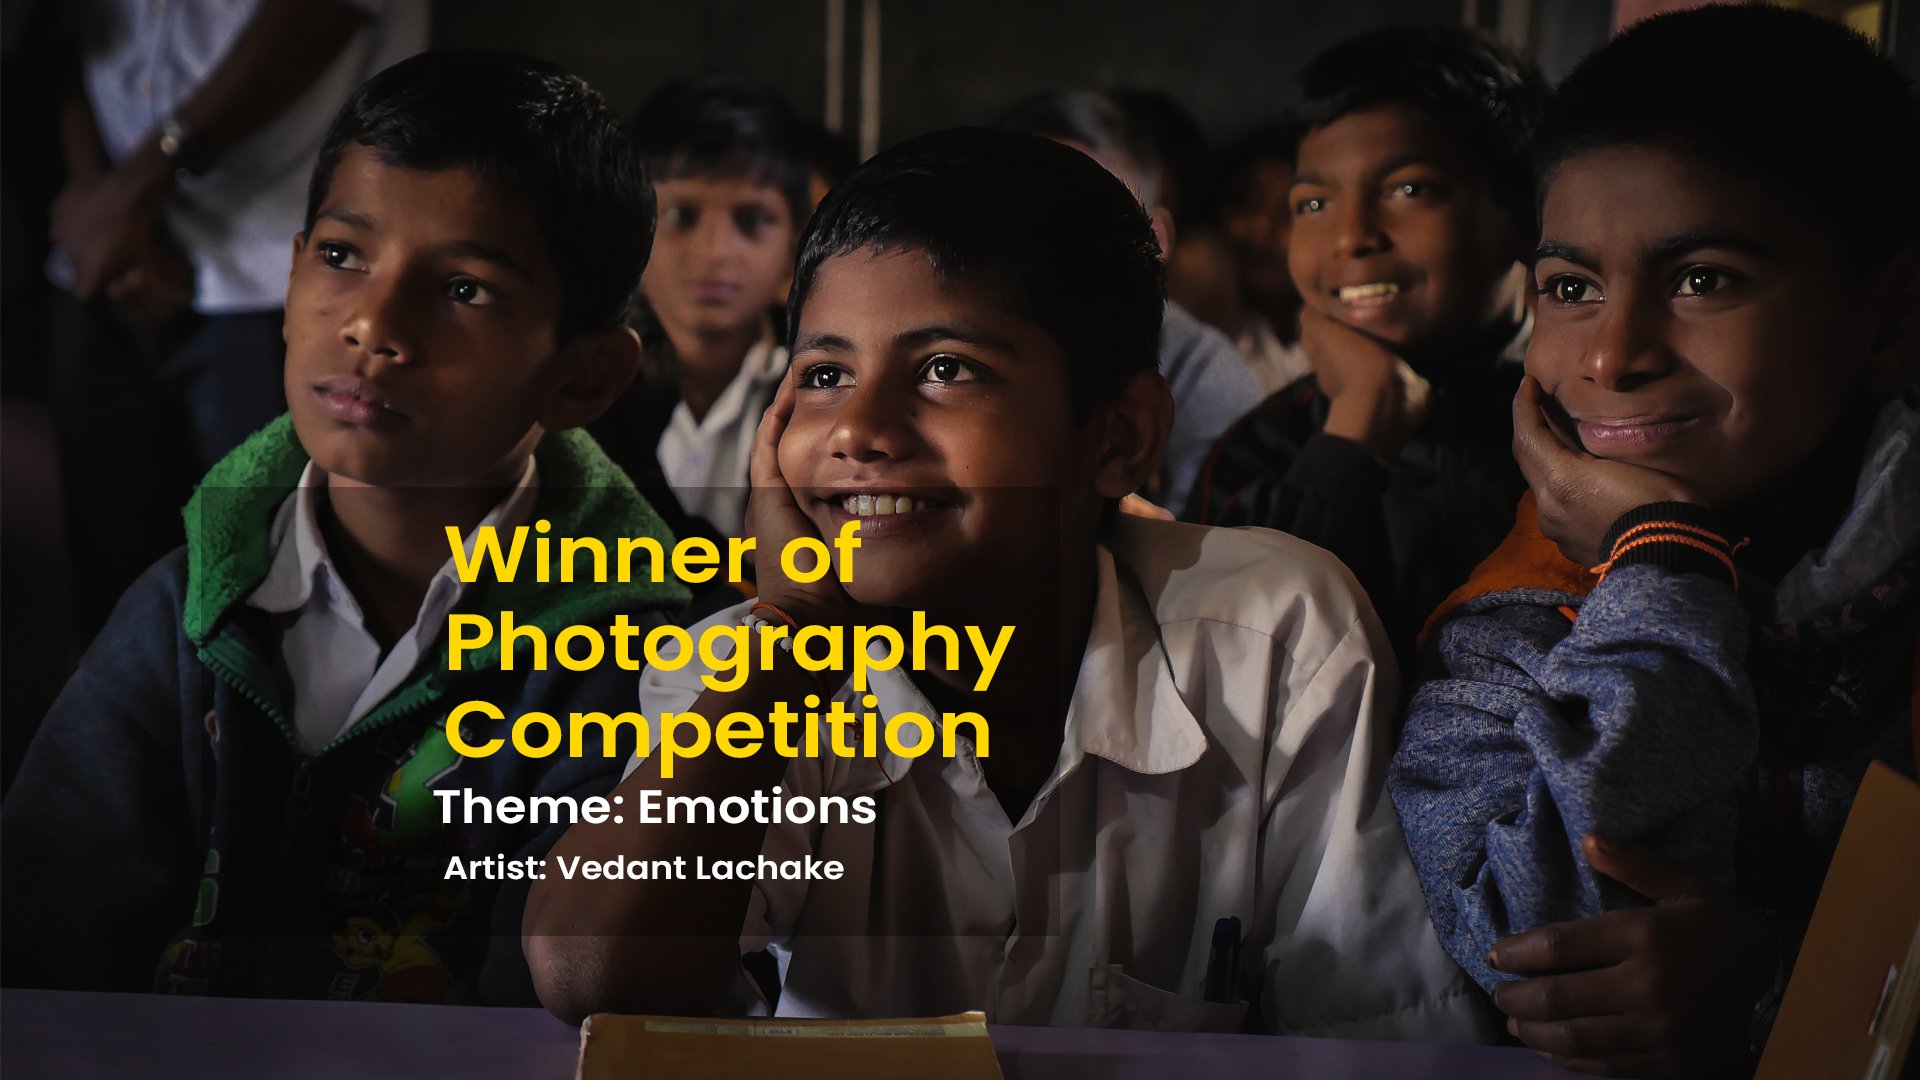 Winner of
Photography
Competition
Theme: Emotions
Artist: Vedant Lachake